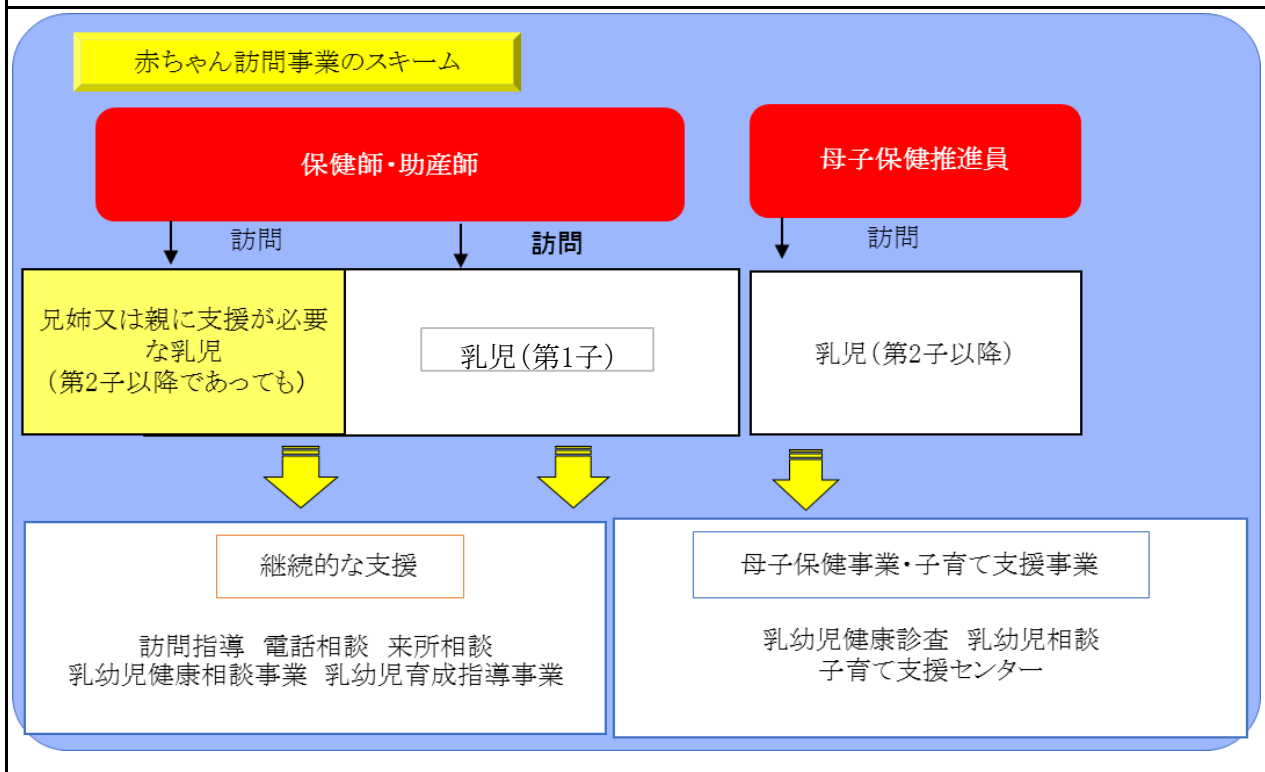 赤ちゃん訪問事業のスキーム
保健師・助産師
母子保健推進員
訪問
訪問
訪問
兄姉又は親に支援が必要
な乳児
(第2子以降であっても)
乳児(第1子)
乳児(第2子以降)
継続的な支援
訪問指導 電話相談 来所相談
乳幼児健康相談事業 乳幼児育成指導事業
母子保健事業・子育て支援事業
乳幼児健康診査 乳幼児相談
子育て支援センター